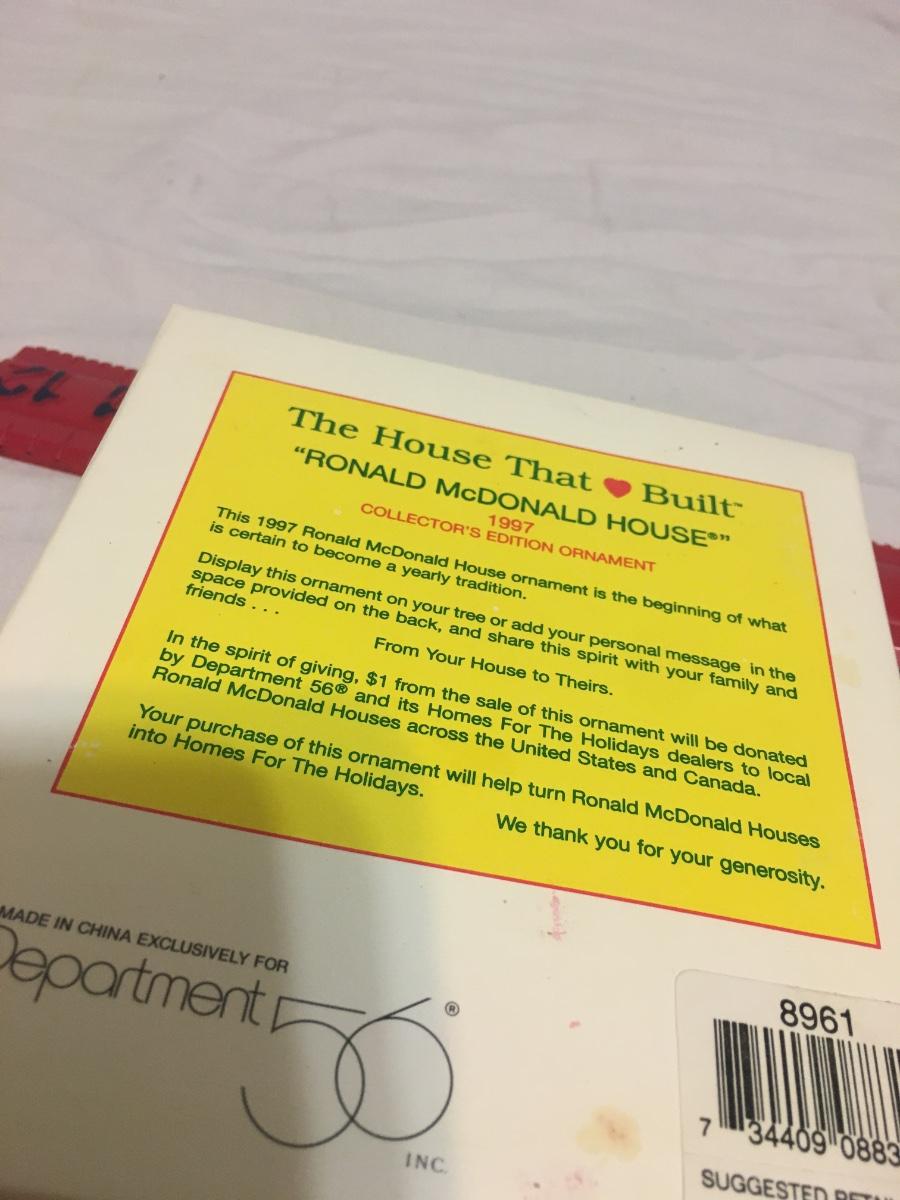 The House That ♥ Built™
“RONALD McDONALD HOUSE®”
1997
COLLECTOR'S EDITION ORNAMENT
This 1997 Ronald McDonald House ornament is the beginning of what
is certain to become a yearly tradition.
Display this ornament on your tree or add your personal message in the
space provided on the back, and share this spirit with your family and
friends . . .
From Your House to Theirs.
In the spirit of giving, $1 from the sale of this ornament will be donated
by Department 56® and its Homes For The Holidays dealers to local
Ronald McDonald Houses across the United States and Canada.
Your purchase of this ornament will help turn Ronald McDonald Houses
into Homes For The Holidays.
We thank you for your generosity.
MADE IN CHINA EXCLUSIVELY FOR
Department 56®
INC.
8961
7 34409 0883
SUGGESTED